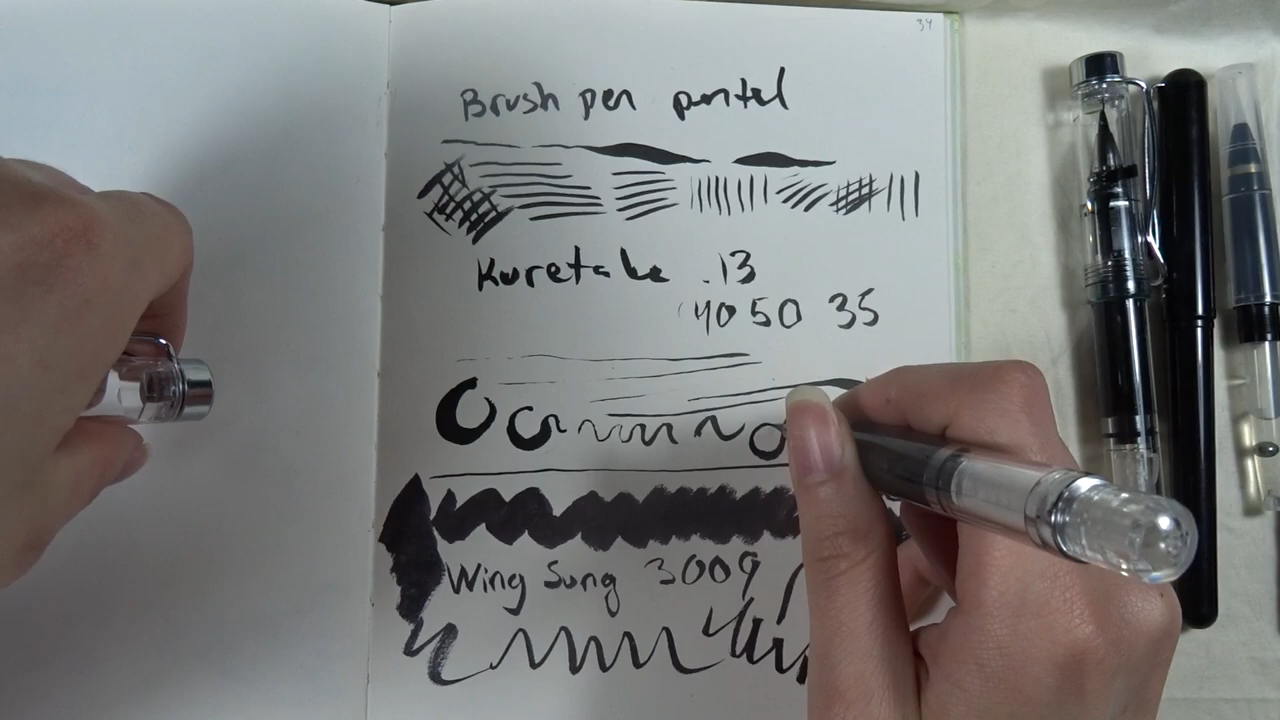 34
Brush pen pentel
Kuretake .13
40 50 35
Wing Sung 3009